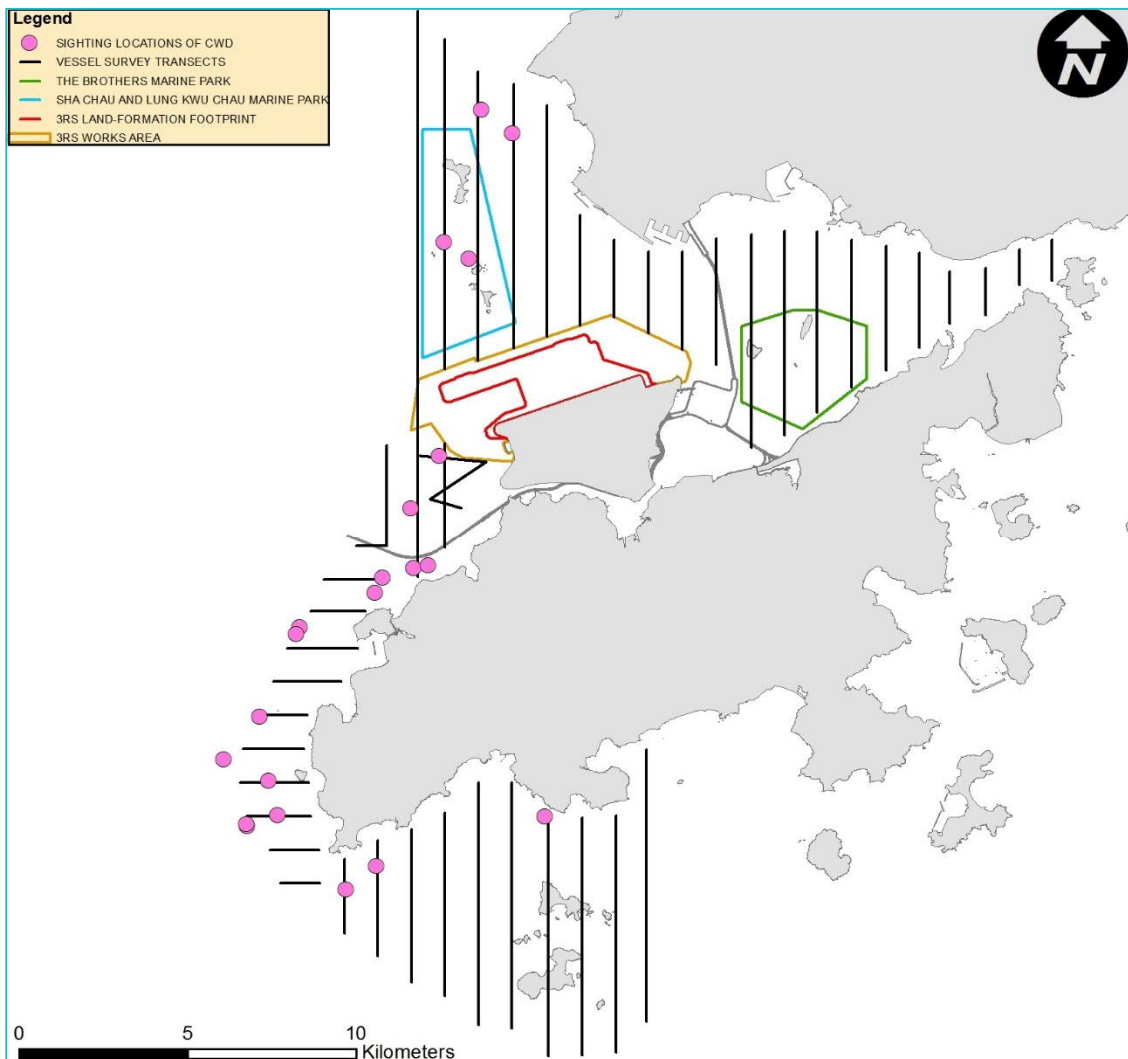 Legend
SIGHTING LOCATIONS OF CWD
VESSEL SURVEY TRANSECTS
THE BROTHERS MARINE PARK
SHA CHAU AND LUNG KWU CHAU MARINE PARK
3RS LAND-FORMATION FOOTPRINT
3RS WORKS AREA
N
0 5 10
Kilometers